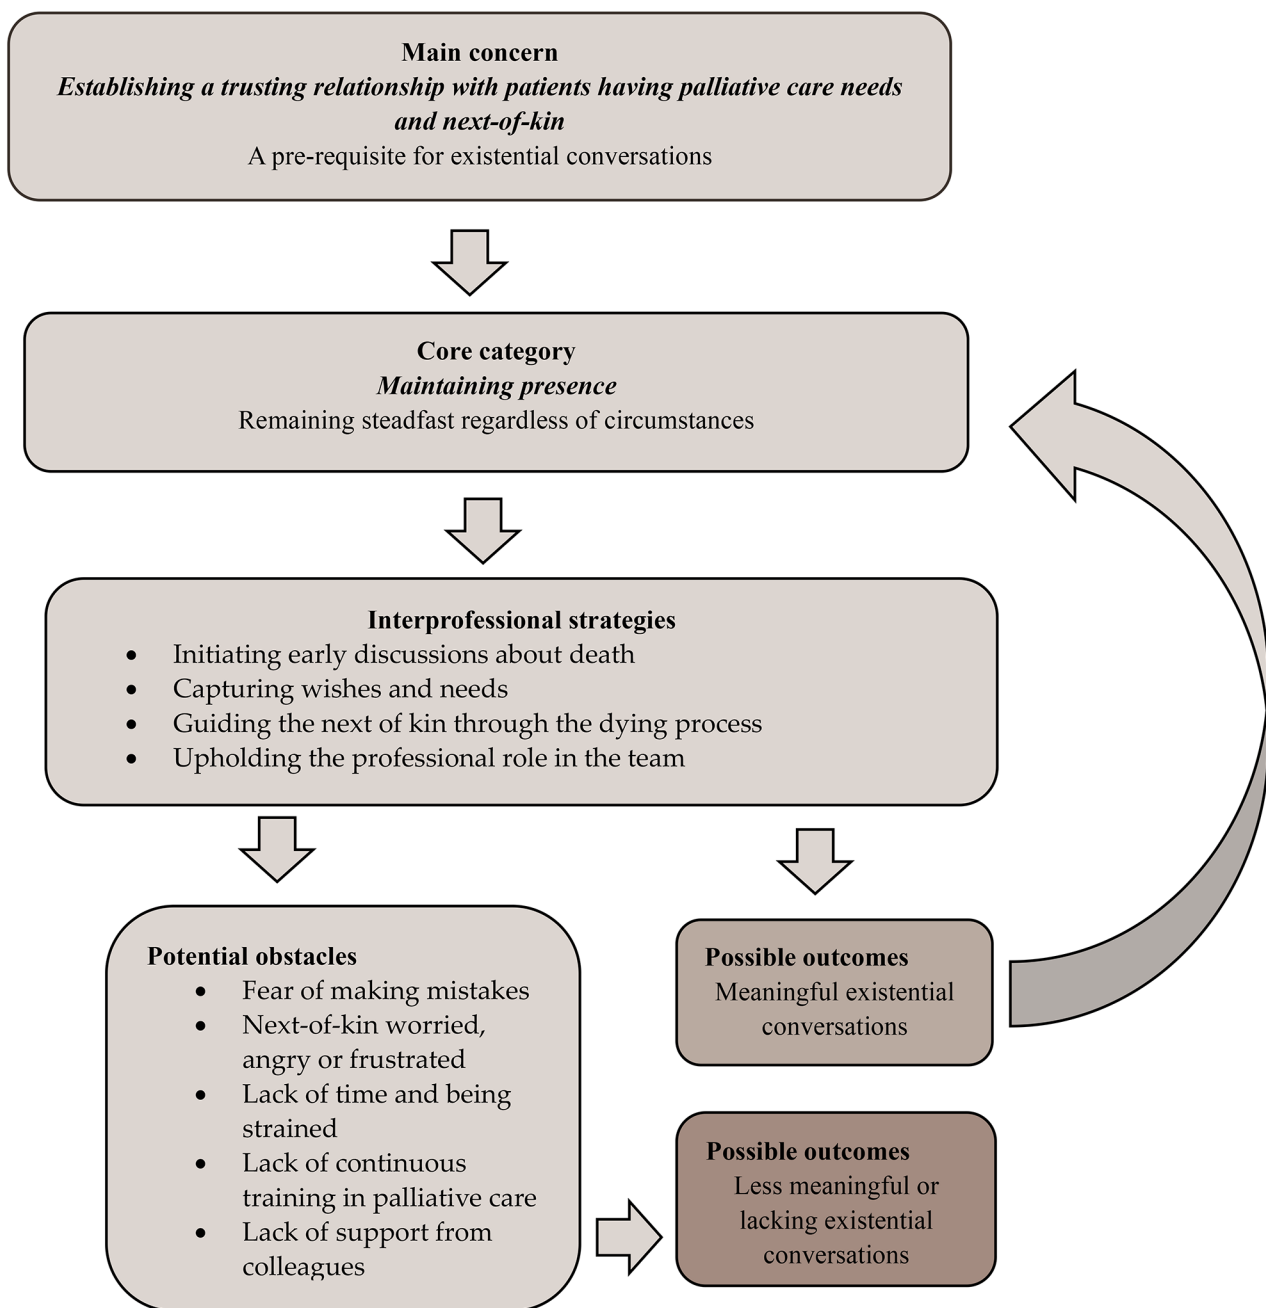 Main concern
Establishing a trusting relationship with patients having palliative care needs
and next-of-kin
A pre-requisite for existential conversations
Core category
Maintaining presence
Remaining steadfast regardless of circumstances
Interprofessional strategies
• Initiating early discussions about death
• Capturing wishes and needs
• Guiding the next of kin through the dying process
• Upholding the professional role in the team
Potential obstacles
• Fear of making mistakes
• Next-of-kin worried,
angry or frustrated
• Lack of time and being
strained
• Lack of continuous
training in palliative care
• Lack of support from
colleagues
Possible outcomes
Meaningful existential
conversations
Possible outcomes
Less meaningful or
lacking existential
conversations